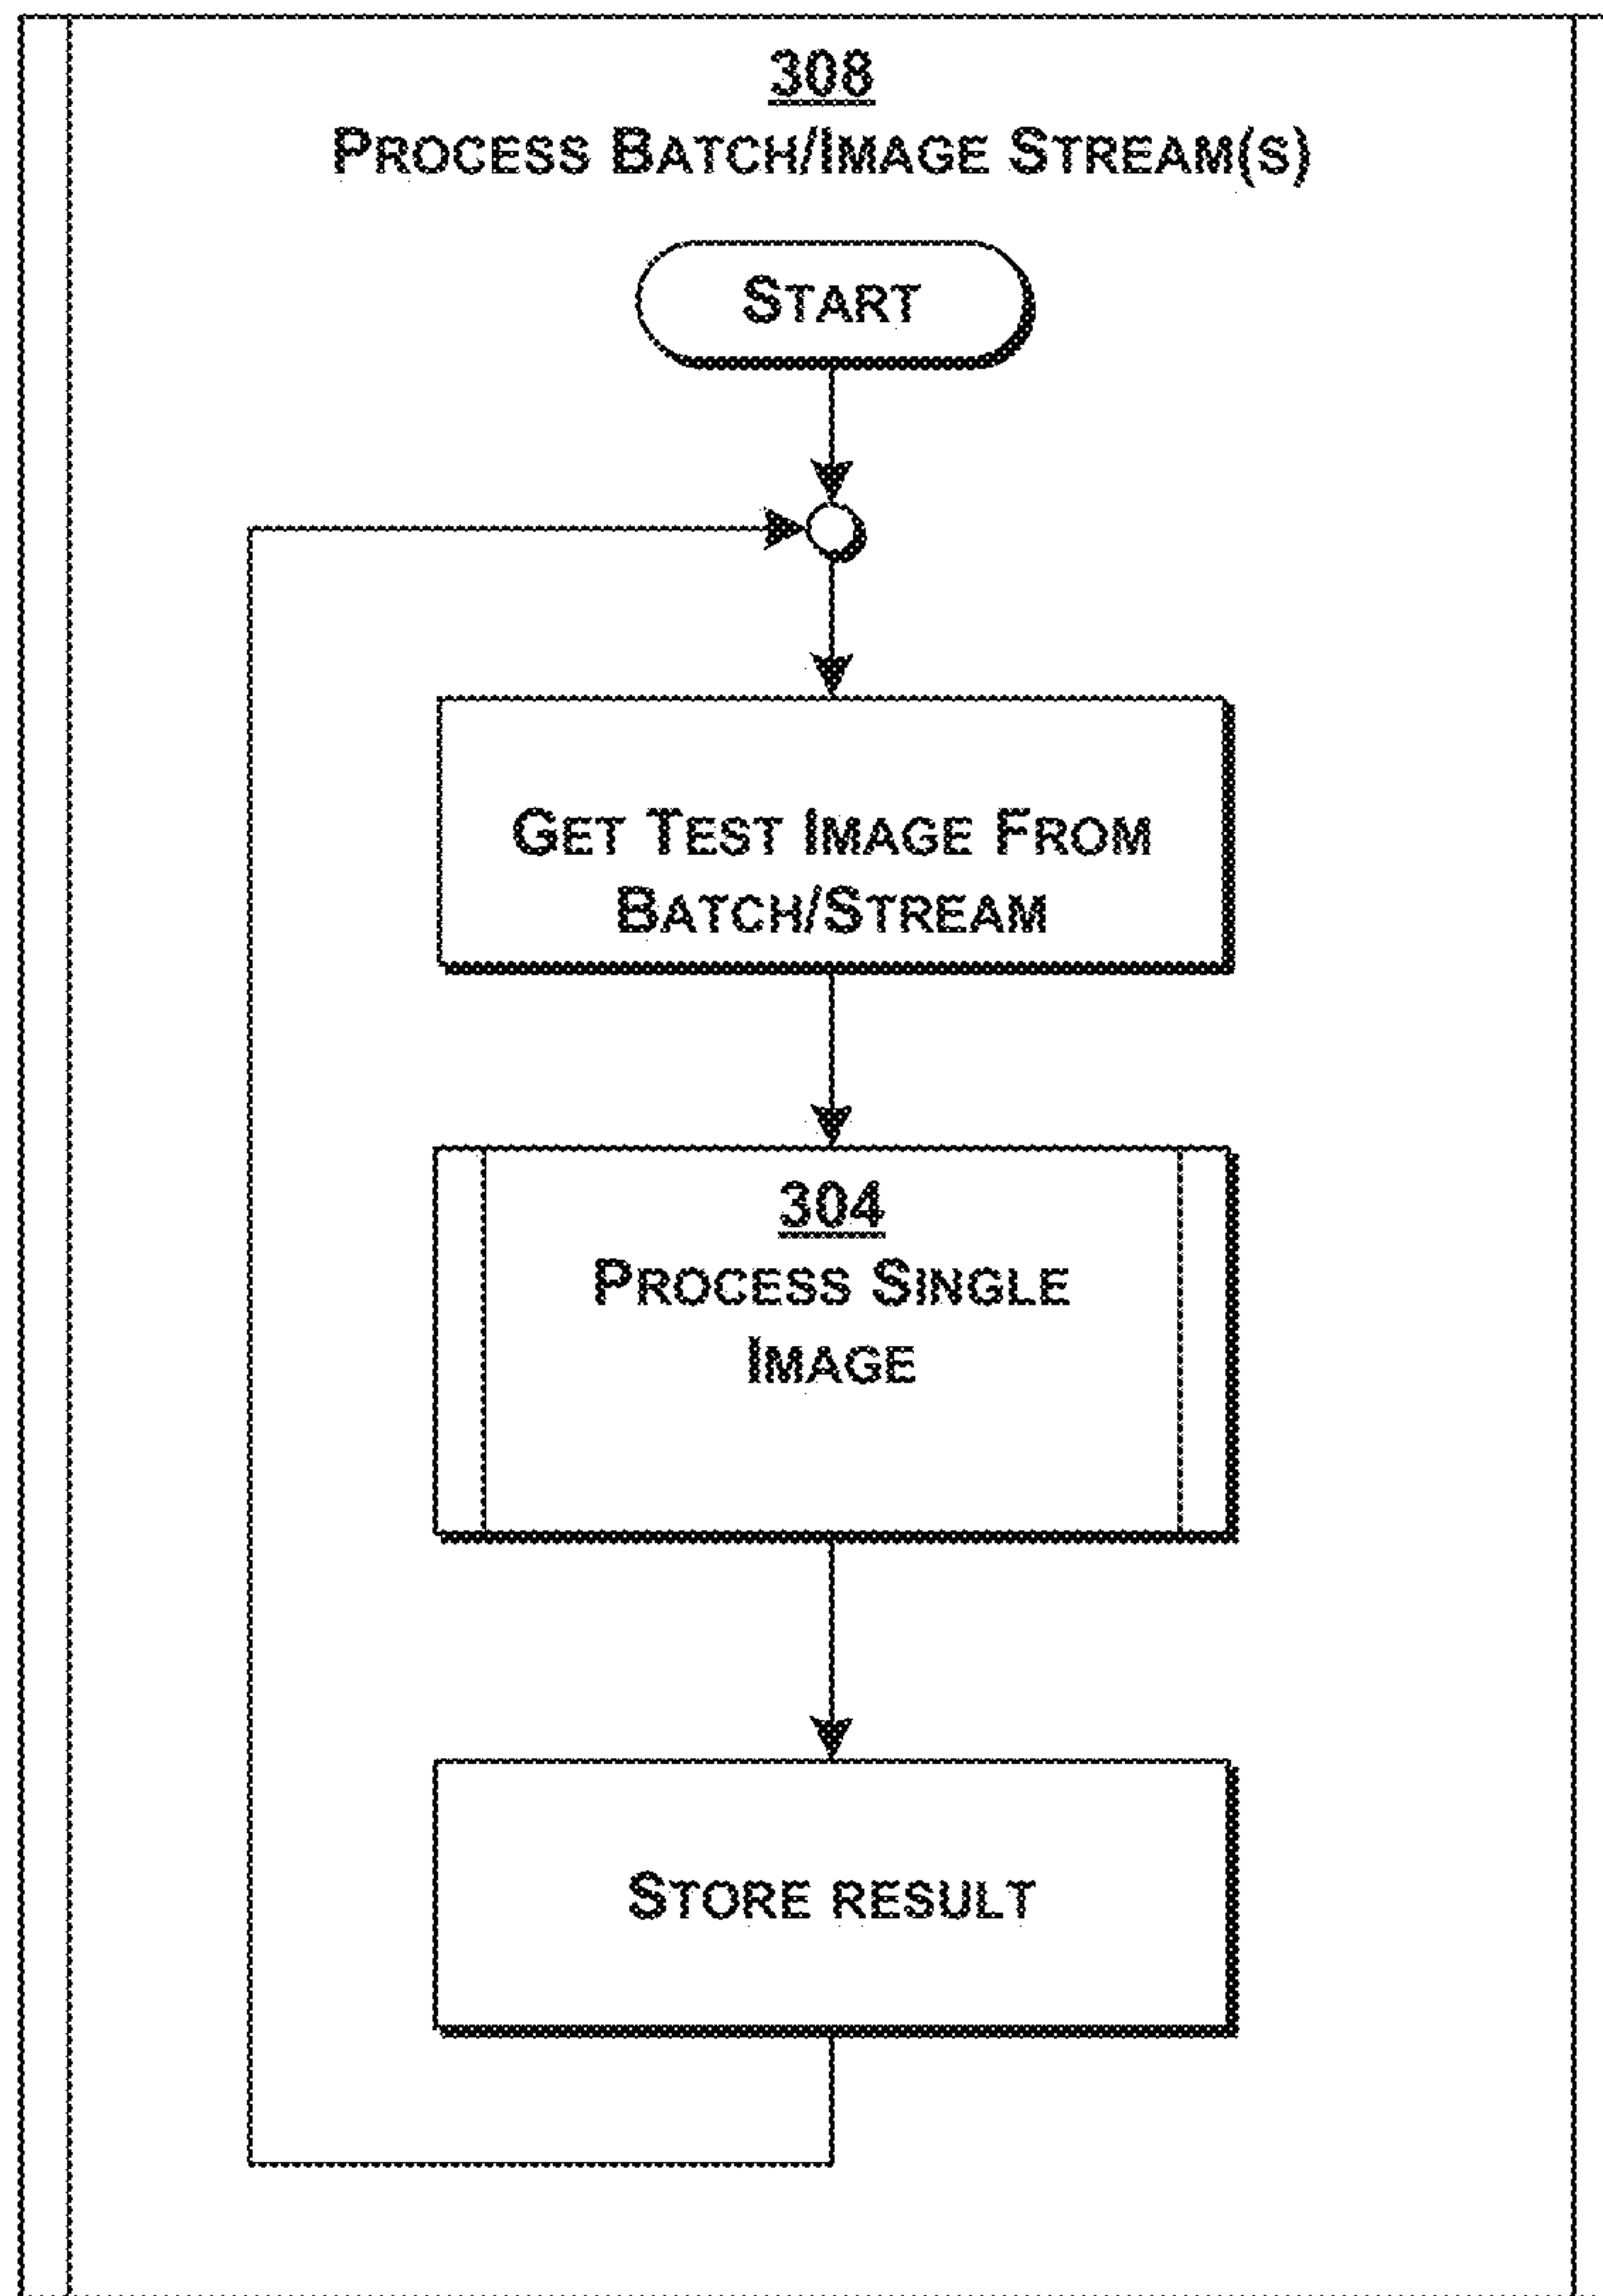 308
PROCESS BATCH/IMAGE STREAM(S)
START
GET TEST IMAGE FROM
BATCH/STREAM
304
PROCESS SINGLE
IMAGE
STORE RESULT